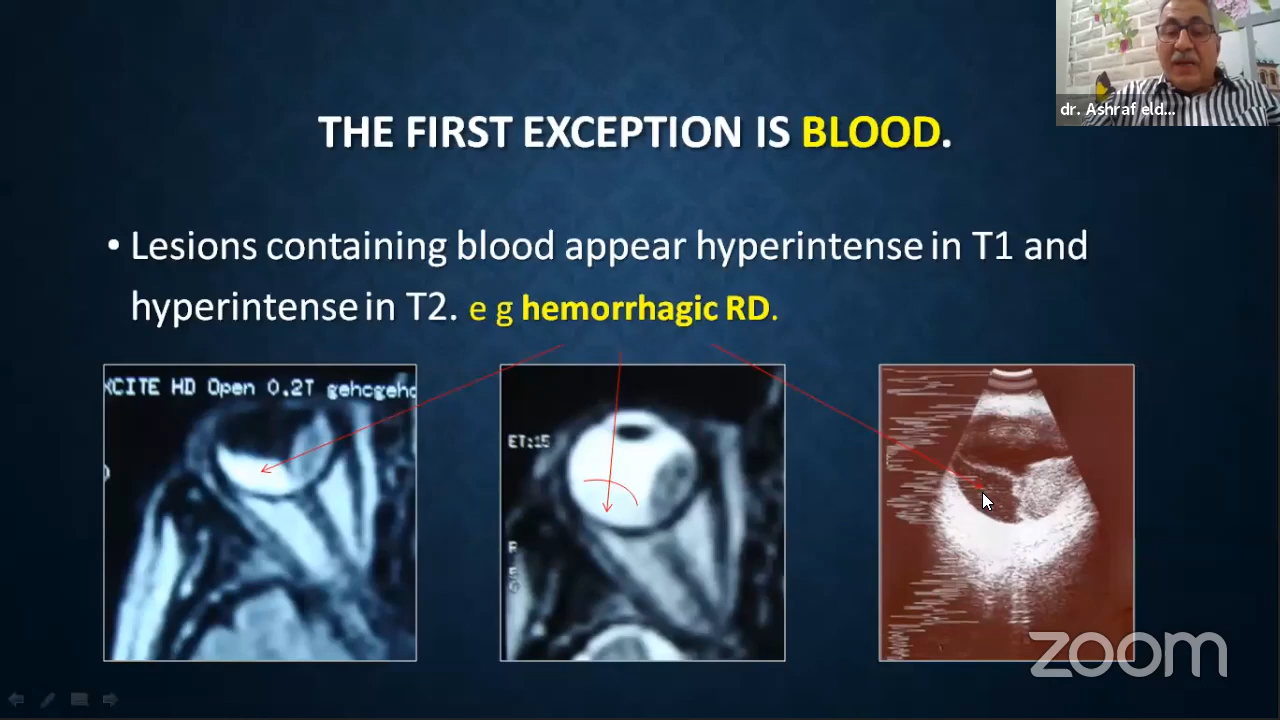 dr. Ashraf eld...
THE FIRST EXCEPTION IS BLOOD.
• Lesions containing blood appear hyperintense in T1 and
hyperintense in T2. e g hemorrhagic RD.
XCITE HD Open 0.2T gehcgehc
ET:15
zoom